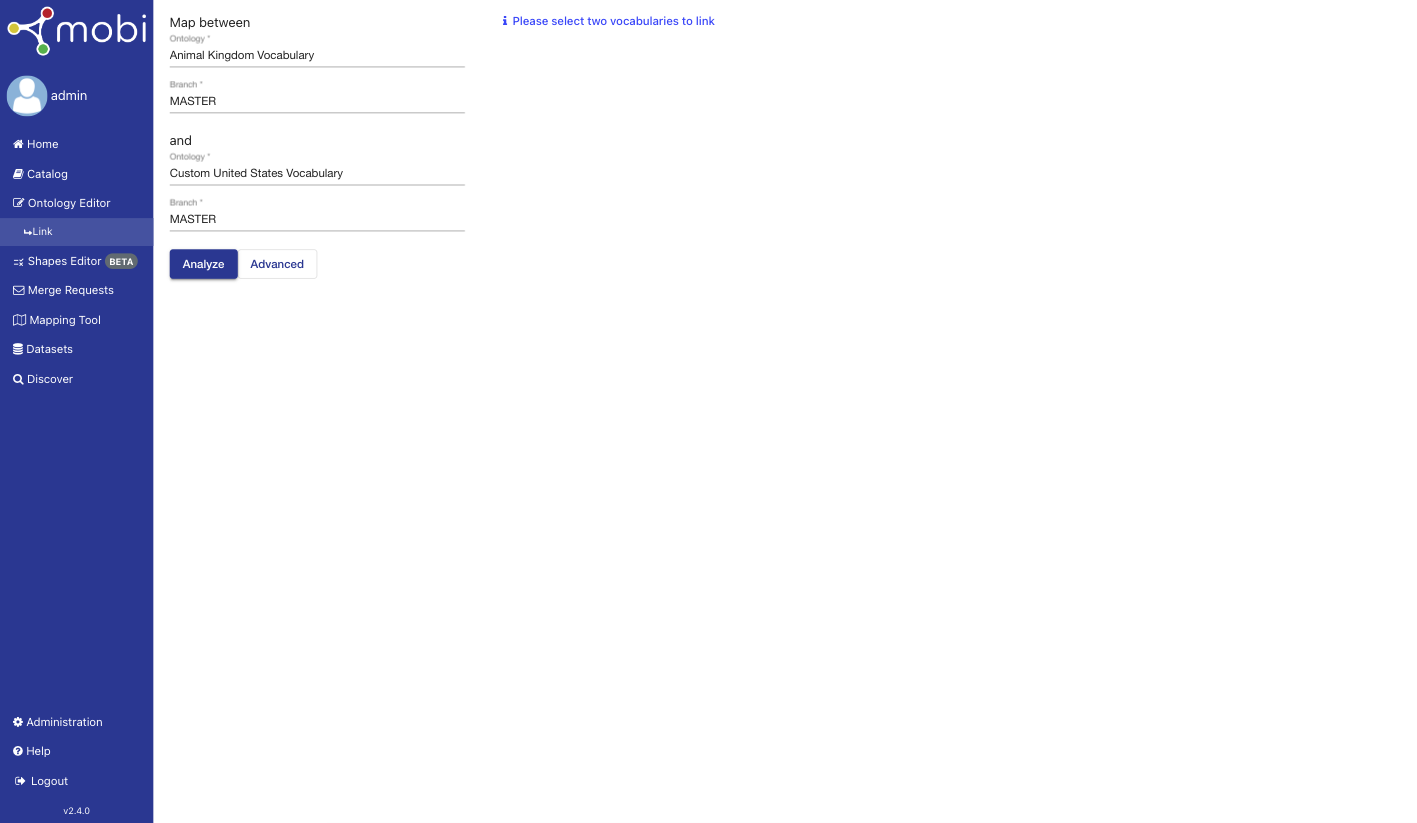 mobi
admin
Home
Catalog
Ontology Editor
Link
Shapes Editor BETA
Merge Requests
Mapping Tool
Datasets
Discover
Administration
Help
Logout
v2.4.0
Map between
Ontology *
Animal Kingdom Vocabulary
Branch *
MASTER
and
Ontology *
Custom United States Vocabulary
Branch *
MASTER
Analyze
Advanced
Please select two vocabularies to link